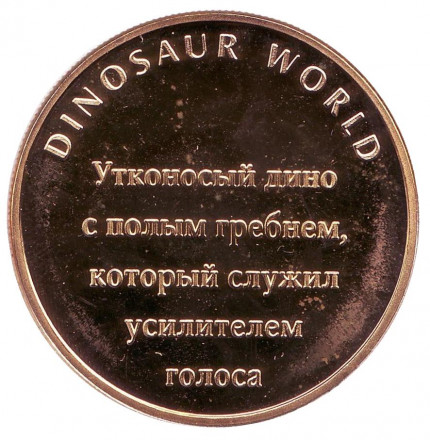 DINOSAUR WORLD
Утконосый дино
с полым гребнем,
который служил
усилителем
голоса